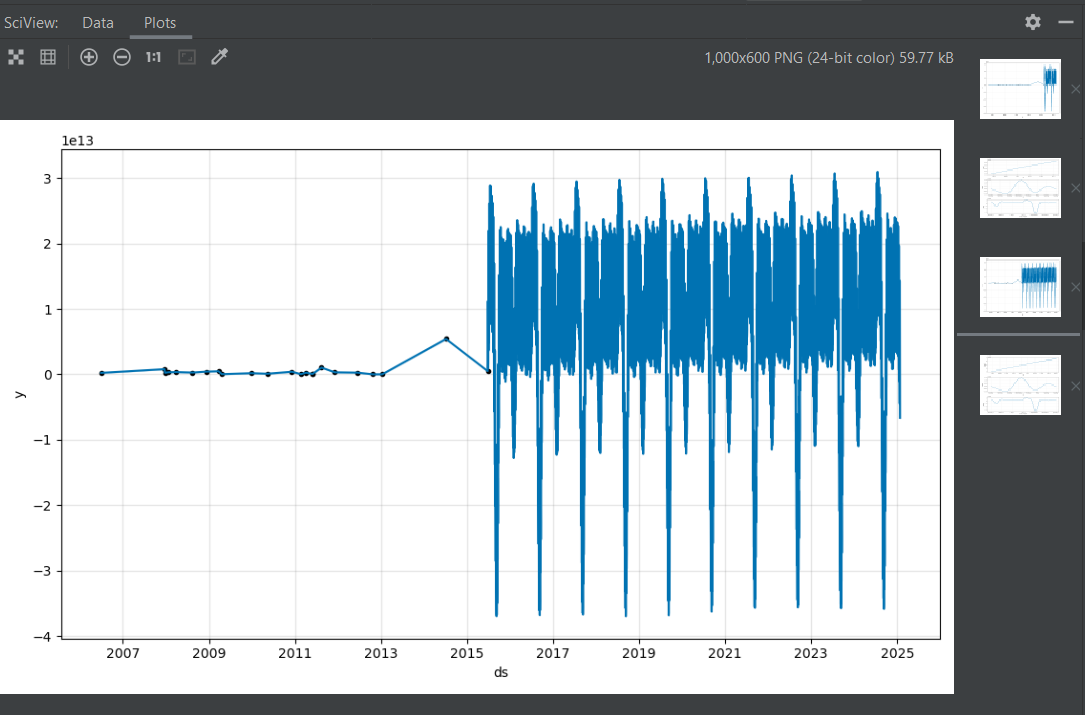 SciView: Data Plots
1:1 1,000x600 PNG (24-bit color) 59.77 kB
1e13
3
2
1
0
−1
−2
−3
−4
y
2007 2009 2011 2013 2015 2017 2019 2021 2023 2025
ds